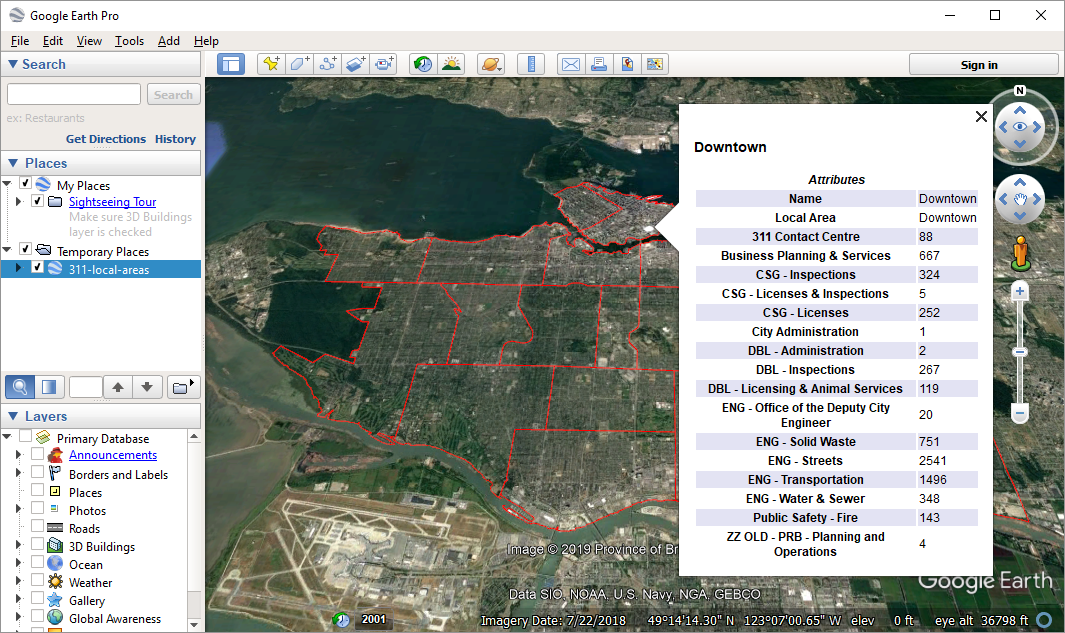 Google Earth Pro
File Edit View Tools Add Help
Search
Sign in
Search
ex: Restaurants
Get Directions History
Places
My Places
Sightseeing Tour
Make sure 3D Buildings
layer is checked
Temporary Places
311-local-areas
Layers
Primary Database
Announcements
Borders and Labels
Places
Photos
Roads
3D Buildings
Ocean
Weather
Gallery
Global Awareness
N
Downtown
Attributes
Name Downtown
Local Area Downtown
311 Contact Centre 88
Business Planning & Services 667
CSG - Inspections 324
CSG - Licenses & Inspections 5
CSG - Licenses 252
City Administration 1
DBL - Administration 2
DBL - Inspections 267
DBL - Licensing & Animal Services 119
ENG - Office of the Deputy City
Engineer 20
ENG - Solid Waste 751
ENG - Streets 2541
ENG - Transportation 1496
ENG - Water & Sewer 348
Public Safety - Fire 143
ZZ OLD - PRB - Planning and
Operations 4
Image © 2019 Province of Br
Google Earth
Data SIO, NOAA, U.S. Navy, NGA, GEBCO
2001
Imagery Date: 7/22/2018 49°14'14.30" N 123°07'00.65" W elev 0 ft eye alt 36798 ft